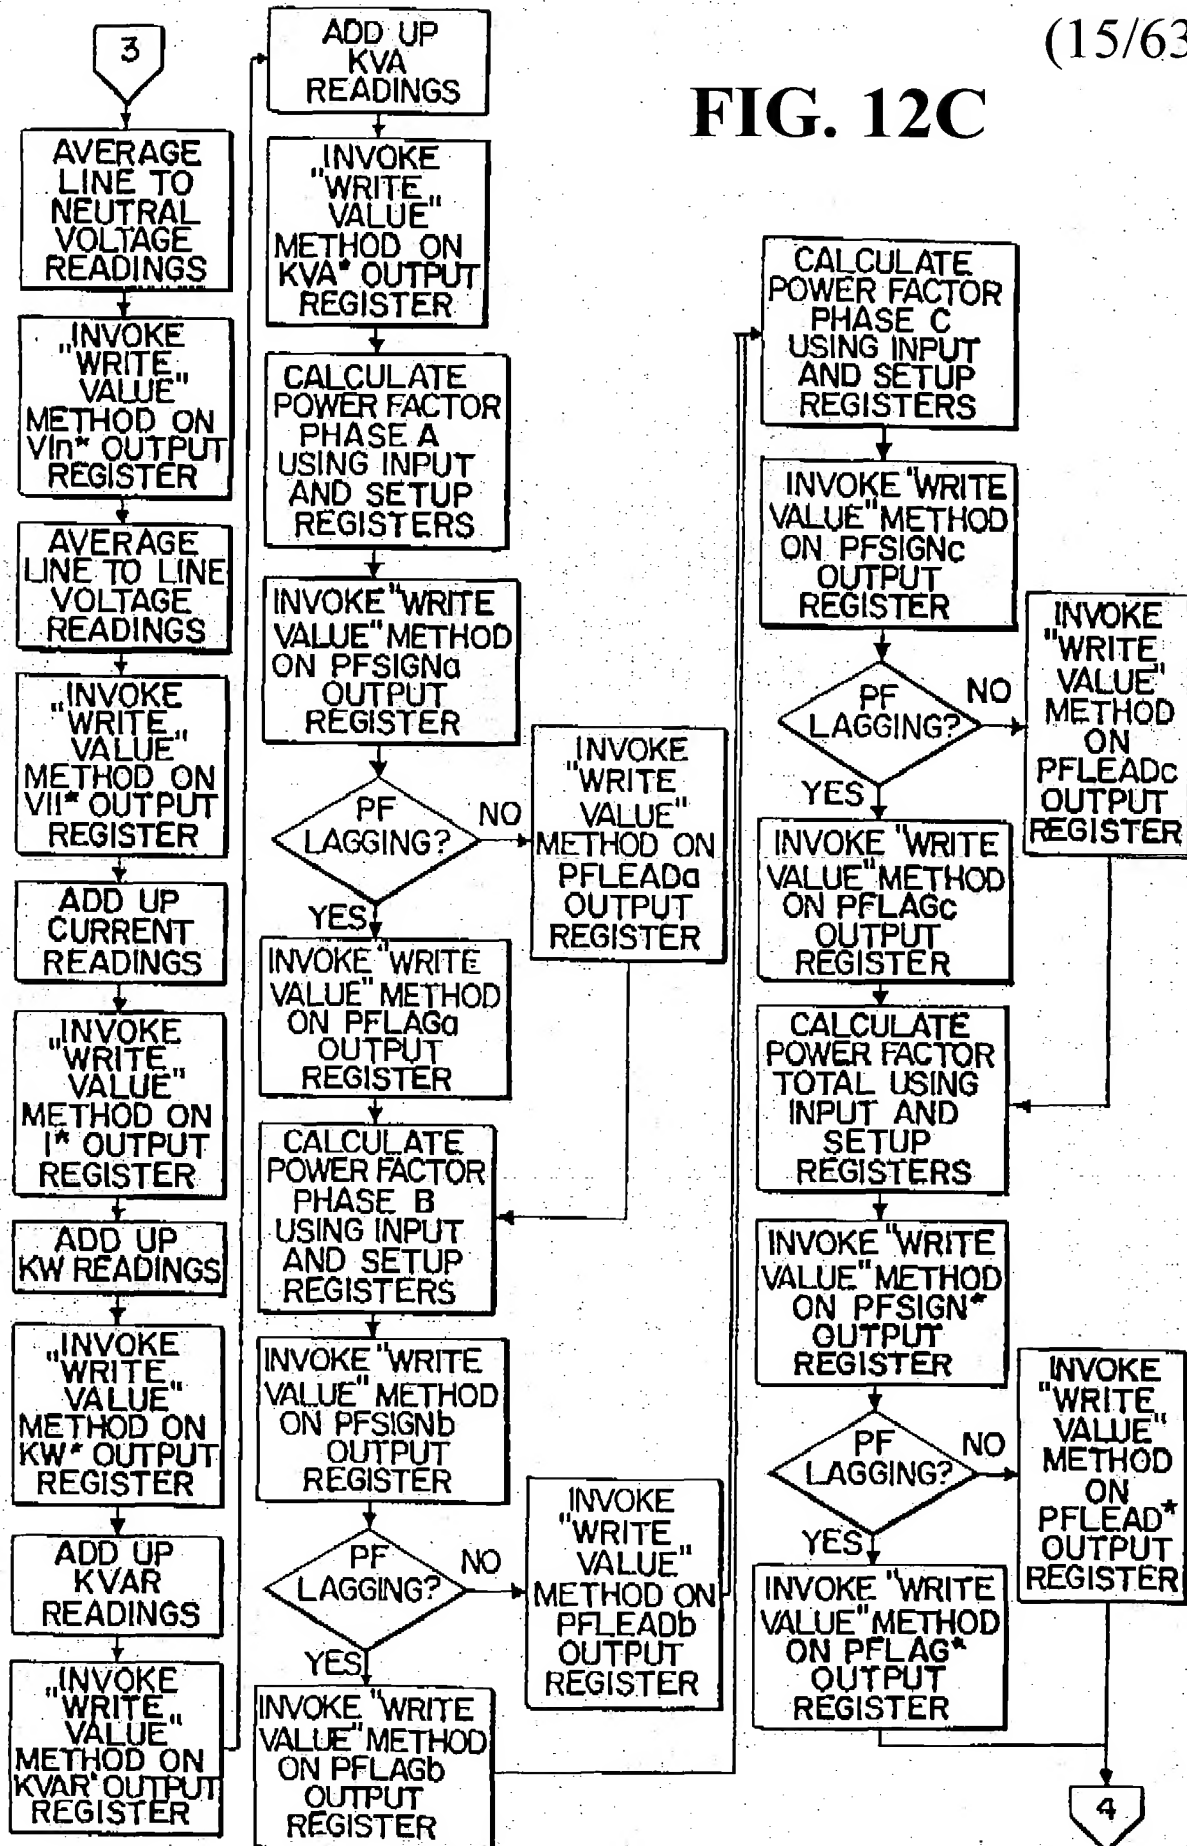 (15/63
FIG. 12C
3
AVERAGE
LINE TO
NEUTRAL
VOLTAGE
READINGS
"INVOKE
"WRITE
VALUE"
METHOD ON
Vln* OUTPUT
REGISTER
AVERAGE
LINE TO LINE
VOLTAGE
READINGS
"INVOKE
"WRITE
VALUE"
METHOD ON
Vll* OUTPUT
REGISTER
ADD UP
CURRENT
READINGS
INVOKE
"WRITE
VALUE"
METHOD ON
I* OUTPUT
REGISTER
ADD UP
KW READINGS
INVOKE
"WRITE
VALUE"
METHOD ON
KW* OUTPUT
REGISTER
ADD UP
KVAR
READINGS
INVOKE
"WRITE
VALUE"
METHOD ON
KVAR* OUTPUT
REGISTER
ADD UP
KVA
READINGS
INVOKE
"WRITE
VALUE"
METHOD ON
KVA* OUTPUT
REGISTER
CALCULATE
POWER FACTOR
PHASE A
USING INPUT
AND SETUP
REGISTERS
INVOKE "WRITE
VALUE" METHOD
ON PFSIGNa
OUTPUT
REGISTER
PF
LAGGING?
NO
YES
INVOKE
"WRITE
VALUE"
METHOD ON
PFLEADa
OUTPUT
REGISTER
INVOKE "WRITE
VALUE" METHOD
ON PFLAGa
OUTPUT
REGISTER
CALCULATE
POWER FACTOR
PHASE B
USING INPUT
AND SETUP
REGISTERS
INVOKE "WRITE
VALUE" METHOD
ON PFSIGNb
OUTPUT
REGISTER
PF
LAGGING?
NO
YES
INVOKE
"WRITE
VALUE"
METHOD ON
PFLEADb
OUTPUT
REGISTER
INVOKE "WRITE
VALUE" METHOD
ON PFLAGb
OUTPUT
REGISTER
CALCULATE
POWER FACTOR
PHASE C
USING INPUT
AND SETUP
REGISTERS
INVOKE "WRITE
VALUE" METHOD
ON PFSIGNc
OUTPUT
REGISTER
PF
LAGGING?
NO
YES
INVOKE
"WRITE
VALUE"
METHOD
ON
PFLEADc
OUTPUT
REGISTER
INVOKE "WRITE
VALUE" METHOD
ON PFLAGc
OUTPUT
REGISTER
CALCULATE
POWER FACTOR
TOTAL USING
INPUT AND
SETUP
REGISTERS
INVOKE "WRITE
VALUE" METHOD
ON PFSIGN*
OUTPUT
REGISTER
PF
LAGGING?
NO
YES
INVOKE
"WRITE
VALUE"
METHOD
ON
PFLEAD*
OUTPUT
REGISTER
INVOKE "WRITE
VALUE" METHOD
ON PFLAG*
OUTPUT
REGISTER
4